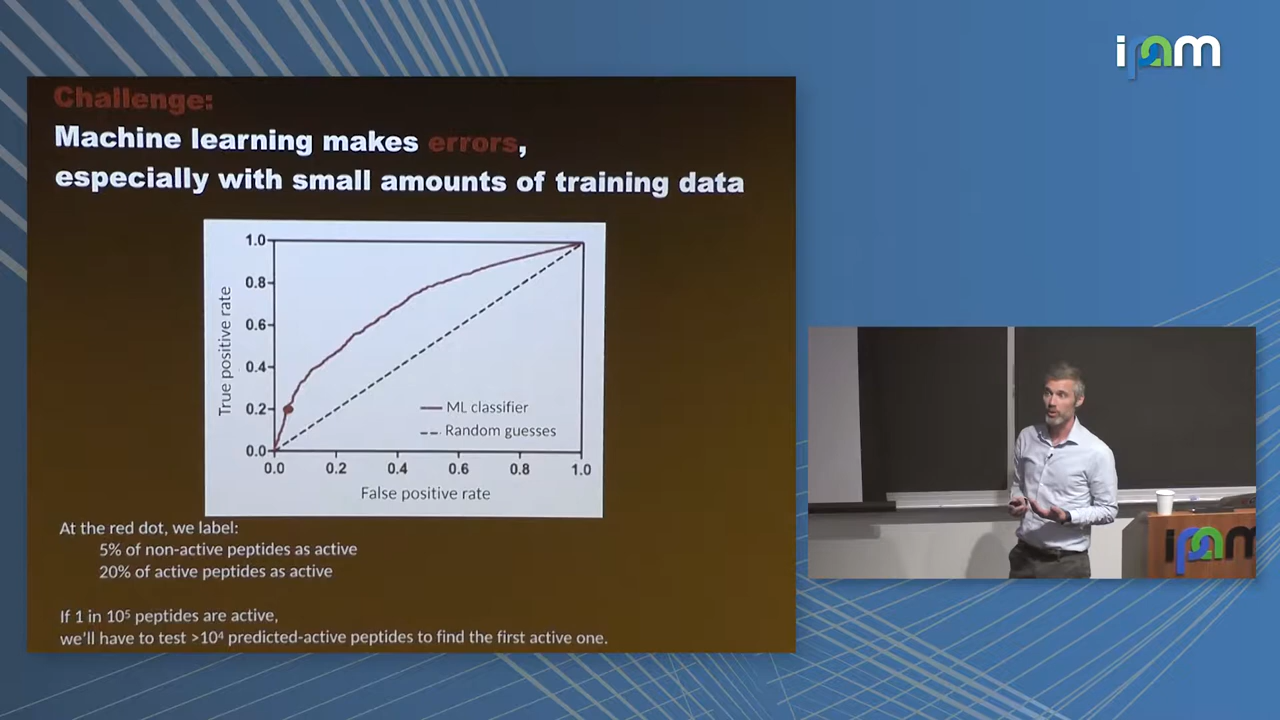 ipam
Challenge:
Machine learning makes errors,
especially with small amounts of training data
1.0
0.8
0.6
0.4
0.2
0.0
True positive rate
ML classifier
Random guesses
0.0 0.2 0.4 0.6 0.8 1.0
False positive rate
At the red dot, we label:
5% of non-active peptides as active
20% of active peptides as active
If 1 in 10⁵ peptides are active,
we'll have to test >10⁴ predicted-active peptides to find the first active one.
ipam